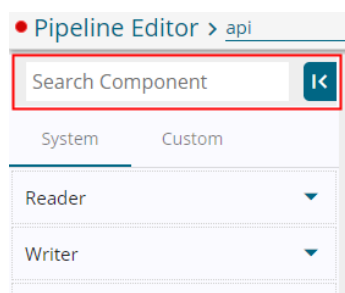 Pipeline Editor > api
Search Component
System Custom
Reader
Writer